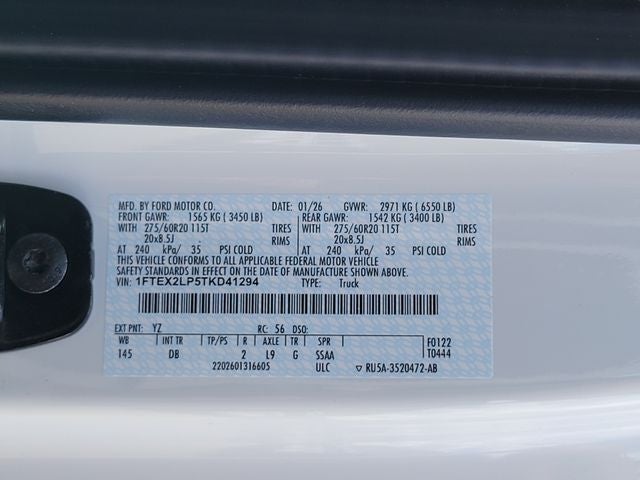 MFD. BY FORD MOTOR CO. DATE: 01/26 GVWR: 2971 KG ( 6550 LB)
FRONT GAWR: 1565 KG ( 3450 LB) REAR GAWR: 1542 KG ( 3400 LB)
WITH 275/60R20 115T TIRES WITH 275/60R20 115T TIRES
20x8.5J RIMS 20x8.5J RIMS
AT 240 kPa/ 35 PSI COLD AT 240 kPa/ 35 PSI COLD
THIS VEHICLE CONFORMS TO ALL APPLICABLE FEDERAL MOTOR VEHICLE
SAFETY STANDARDS IN EFFECT ON THE DATE OF MANUFACTURE SHOWN ABOVE.
VIN: 1FTEX2LP5TKD41294 TYPE: Truck
EXT PNT: YZ RC: 56 DSO:
WB INT TR TP/PS R AXLE TR SPR F0122
145 DB 2 L9 G SSAA T0444
2202601316605 ULC ▽ RU5A-3520472-AB